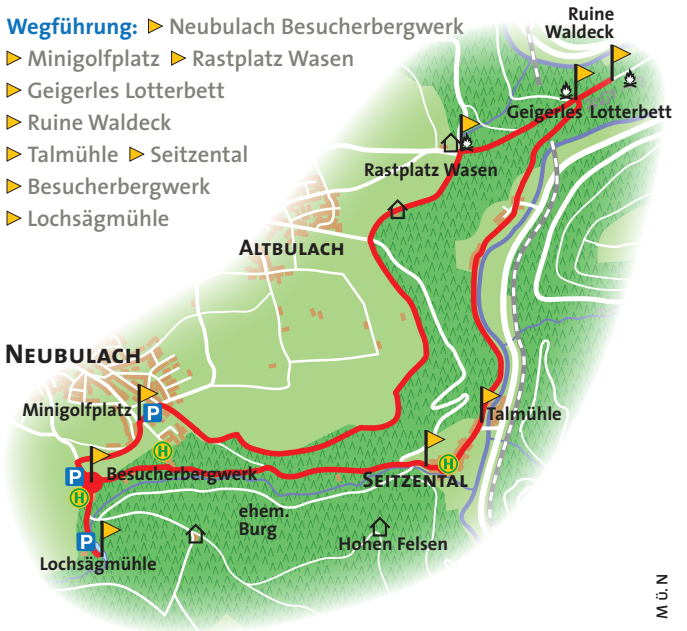 Wegführung: Neubulach Besucherbergwerk
Minigolfplatz Rastplatz Wasen
Geigerles Lotterbett
Ruine Waldeck
Talmühle Seitzental
Besucherbergwerk
Lochsägmühle
Ruine
Waldeck
Geigerles Lotterbett
Rastplatz Wasen
ALTBULACH
NEUBULACH
Minigolfplatz
P
Talmühle
H
H
P
Besucherbergwerk
SEITZENTAL
H
ehem.
Burg
P
Hohen Felsen
Lochsägmühle
M ü. N